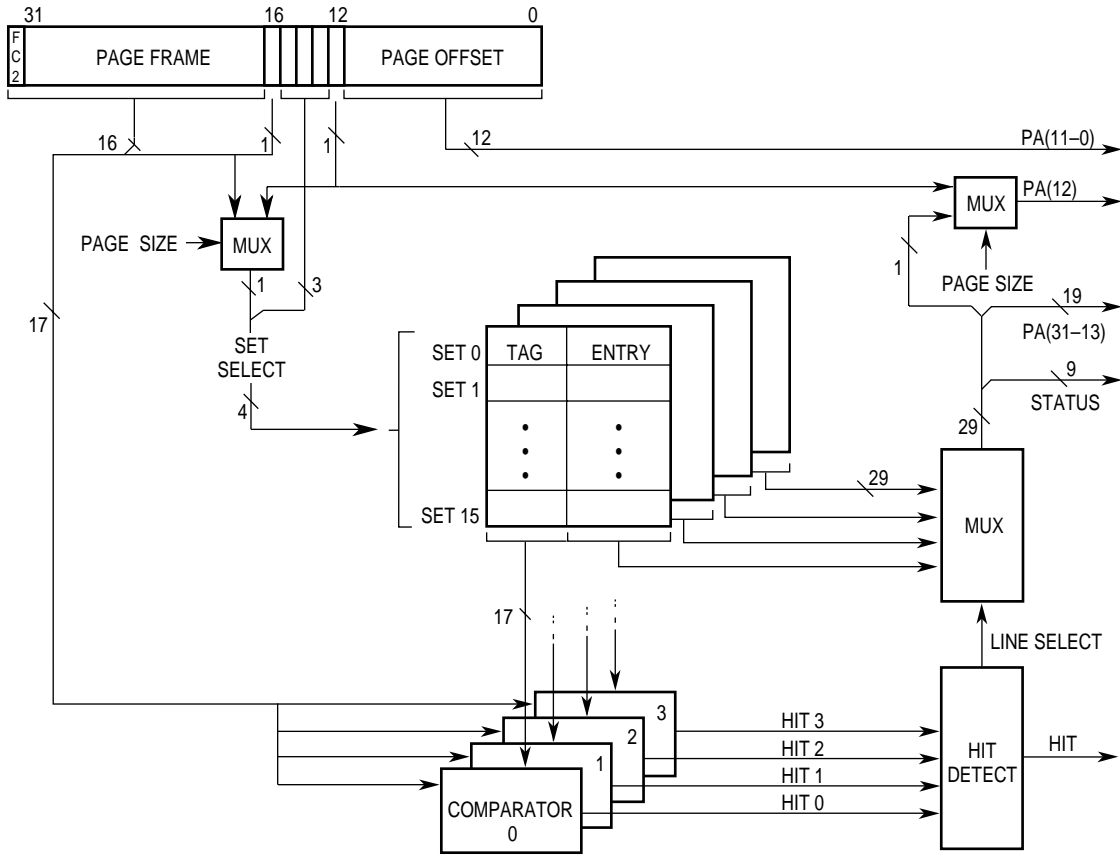 31 16 12 0
F
C
2
PAGE FRAME PAGE OFFSET
16 1 1 12 PA(11–0)
PAGE SIZE MUX
MUX PA(12)
1 3
1 PAGE SIZE
17
19
PA(31–13)
SET
SELECT
4
SET 0 TAG ENTRY
SET 1
SET 15
9
STATUS
29
29
MUX
17
LINE SELECT
3
2
1
COMPARATOR
0
HIT 3
HIT 2
HIT 1
HIT 0
HIT
DETECT
HIT